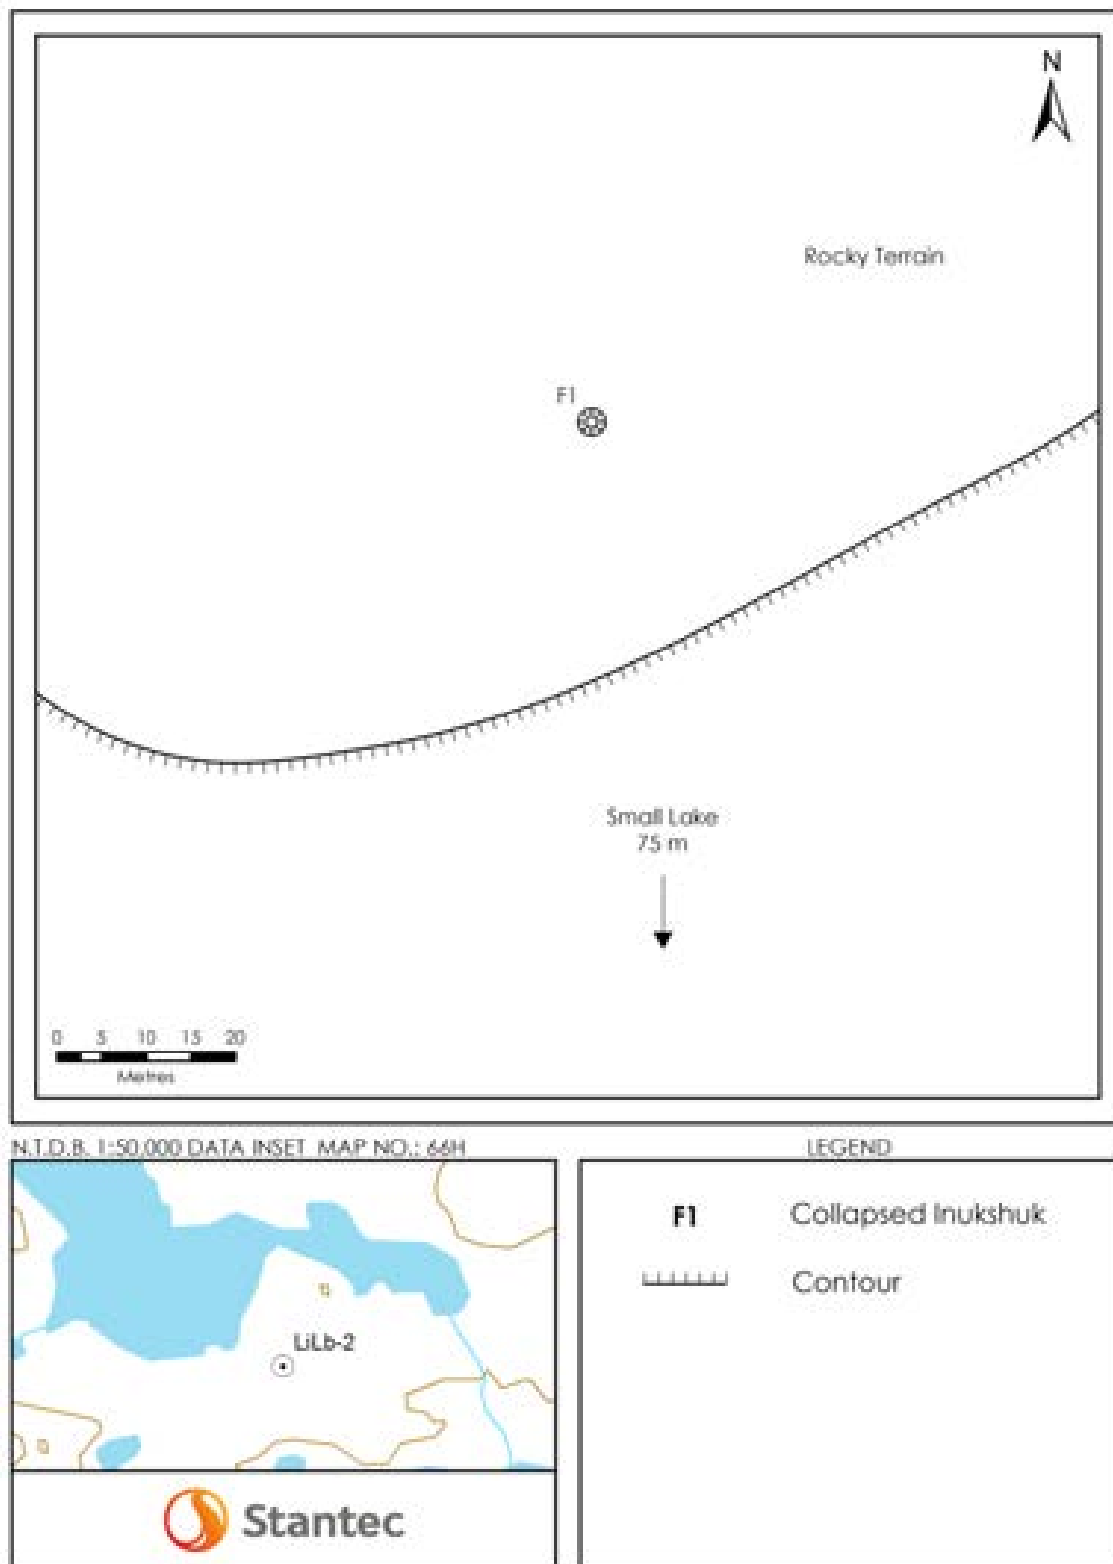 N
Rocky Terrain
F1
Small Lake
75 m
0 5 10 15 20
Metres
N.T.D.B. 1:50,000 DATA INSET MAP NO.: 66H
LiLb-2
Stantec
LEGEND
F1 Collapsed Inukshuk
Contour